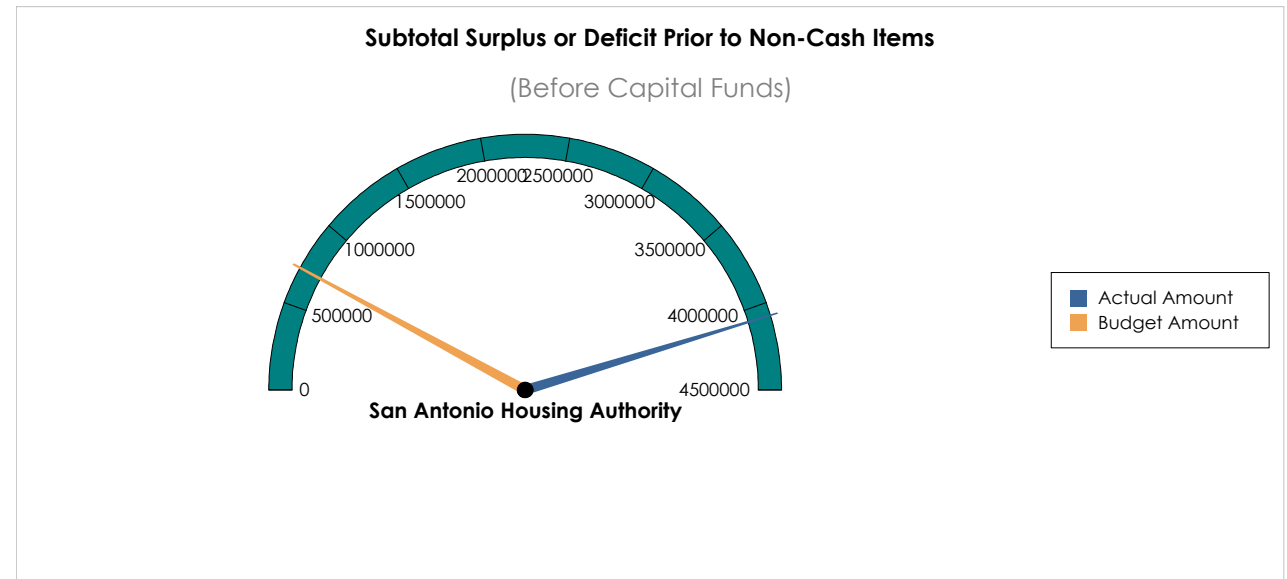 Subtotal Surplus or Deficit Prior to Non-Cash Items
(Before Capital Funds)
2000000 2500000
1500000 3000000
1000000 3500000
500000 4000000
0 4500000
San Antonio Housing Authority
Actual Amount
Budget Amount